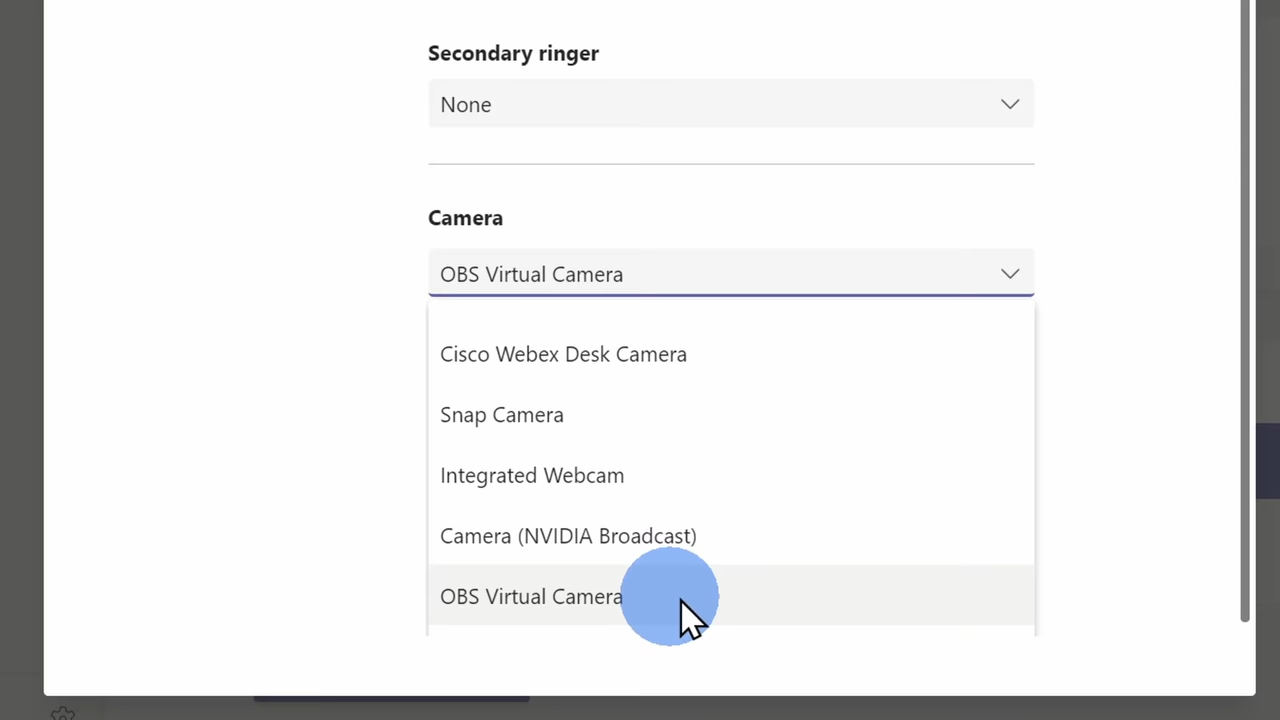 Secondary ringer
None
Camera
OBS Virtual Camera
Cisco Webex Desk Camera
Snap Camera
Integrated Webcam
Camera (NVIDIA Broadcast)
OBS Virtual Camera